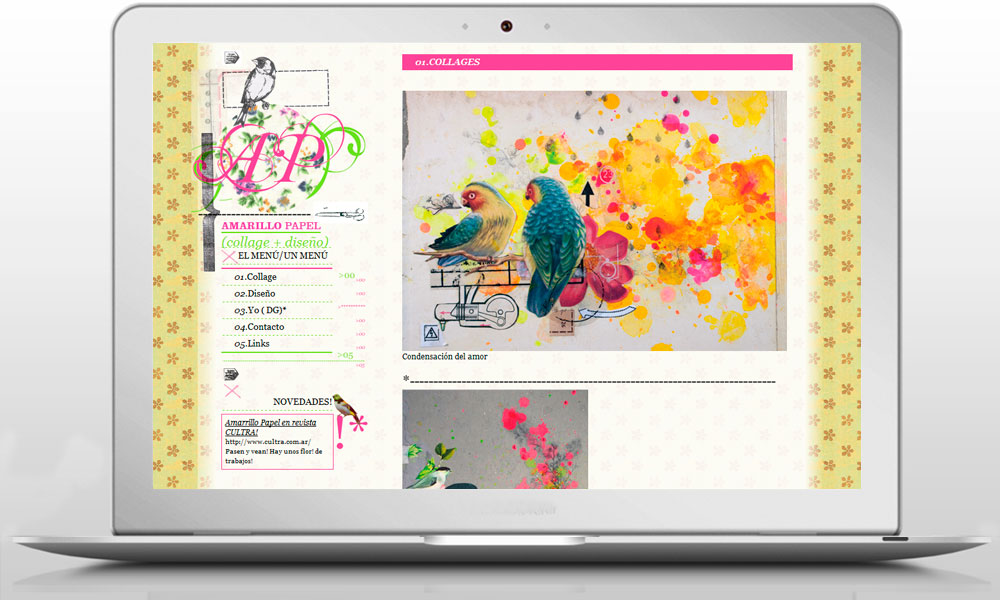 AP
AMARILLO PAPEL
(collage + diseño).
EL MENÚ/UN MENÚ
01.Collage
>00
02.Diseño
03.Yo ( DG)*
04.Contacto
05.Links
>05
NOVEDADES!
Amarrillo Papel en revista
CULTRA!
http://www.cultra.com.ar/
Pasen y vean! Hay unos flor! de
trabajos!
!*
01.COLLAGES
Condensación del amor